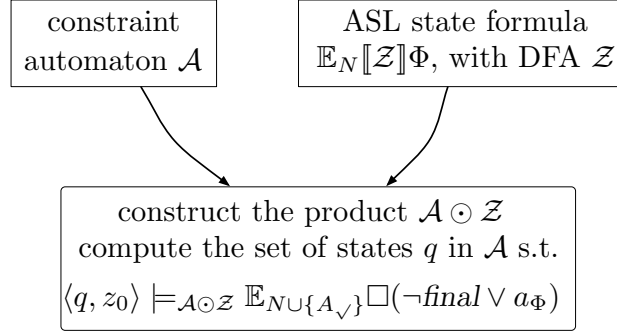 constraint
automaton 𝒜
ASL state formula
𝔼_N⟦𝒵⟧Φ, with DFA 𝒵
construct the product 𝒜 ⊙ 𝒵
compute the set of states q in 𝒜 s.t.
⟨q, z₀⟩ ⊨_{𝒜⊙𝒵} 𝔼_{N∪{A_√}}□(¬final ∨ a_Φ)